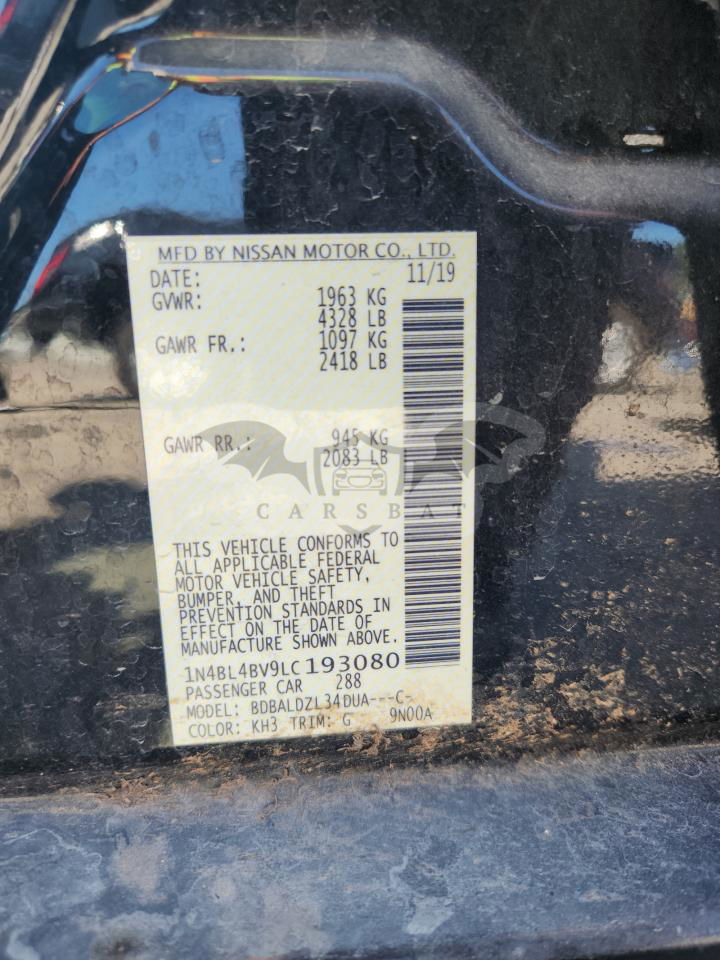 MFD BY NISSAN MOTOR CO., LTD.
DATE: 11/19
GVWR: 1963 KG
4328 LB
GAWR FR.: 1097 KG
2418 LB
GAWR RR.: 945 KG
2083 LB
CARSBAT
THIS VEHICLE CONFORMS TO
ALL APPLICABLE FEDERAL
MOTOR VEHICLE SAFETY,
BUMPER, AND THEFT
PREVENTION STANDARDS IN
EFFECT ON THE DATE OF
MANUFACTURE SHOWN ABOVE.
1N4BL4BV9LC193080
PASSENGER CAR 288
MODEL: BDBALDZL34DUA---C-
COLOR: KH3 TRIM: G 9N00A